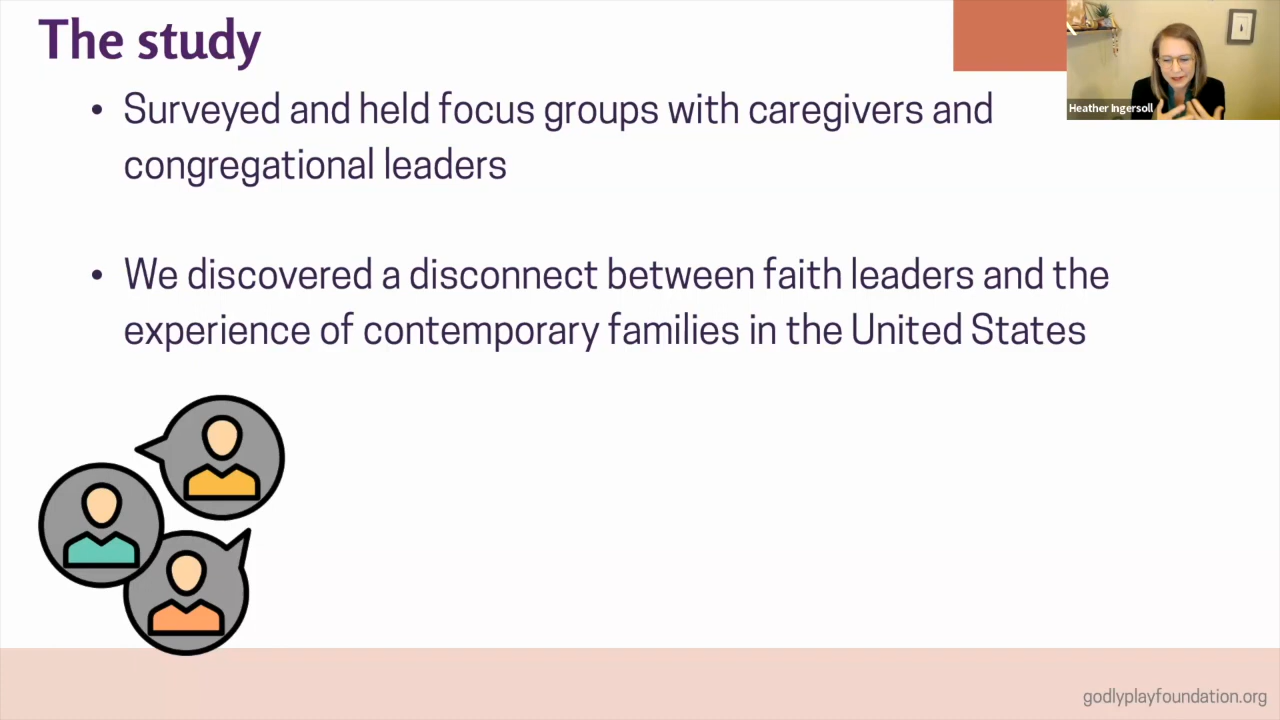 The study
Heather Ingersoll
• Surveyed and held focus groups with caregivers and
congregational leaders
• We discovered a disconnect between faith leaders and the
experience of contemporary families in the United States
godlyplayfoundation.org